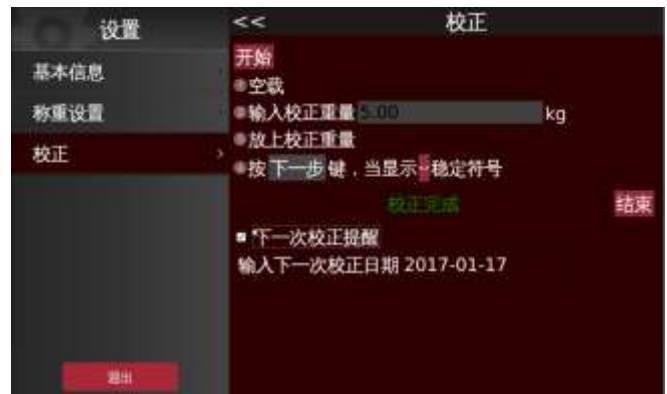 设置
基本信息
称重设置
校正
退出
<< 校正
开始
空载
输入校正重量 5.00 kg
放上校正重量
按 下一步 键，当显示~稳定符号
校正完成 结束
下一次校正提醒
输入下一次校正日期 2017-01-17